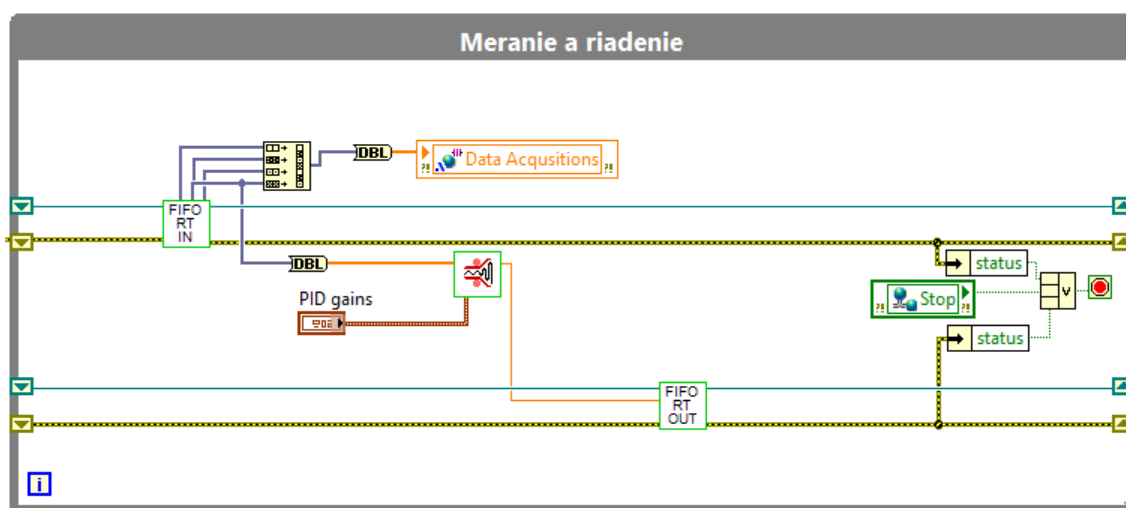 Meranie a riadenie
DBL
Data Acqusitions
FIFO
RT
IN
DBL
status
PID gains
Stop
status
FIFO
RT
OUT
i